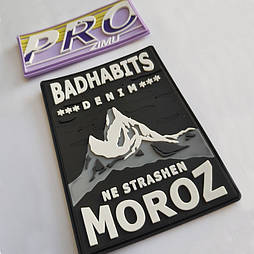 PRO
ZIMU
BADHABITS
***DENIM***
NE STRASHEN
MOROZ